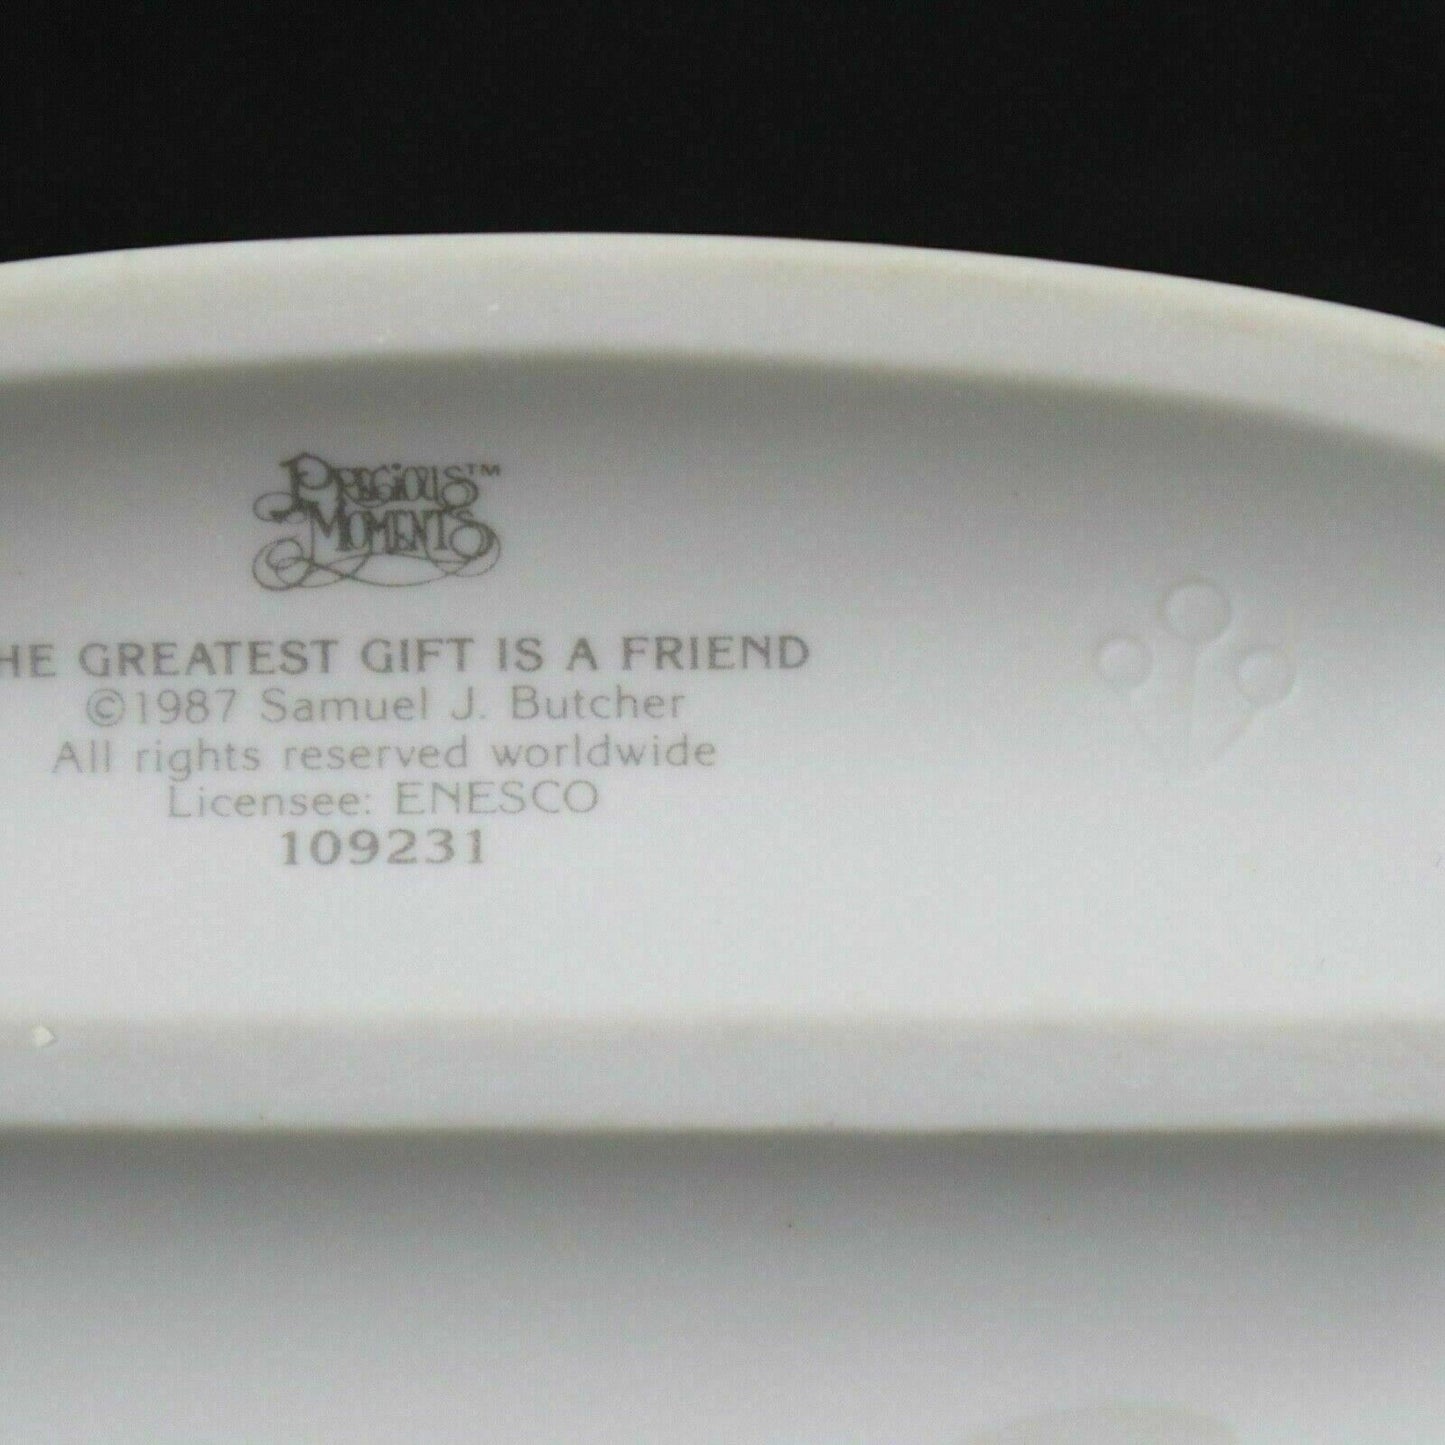 PRECIOUS™
MOMENTS
HE GREATEST GIFT IS A FRIEND
©1987 Samuel J. Butcher
All rights reserved worldwide
Licensee: ENESCO
109231